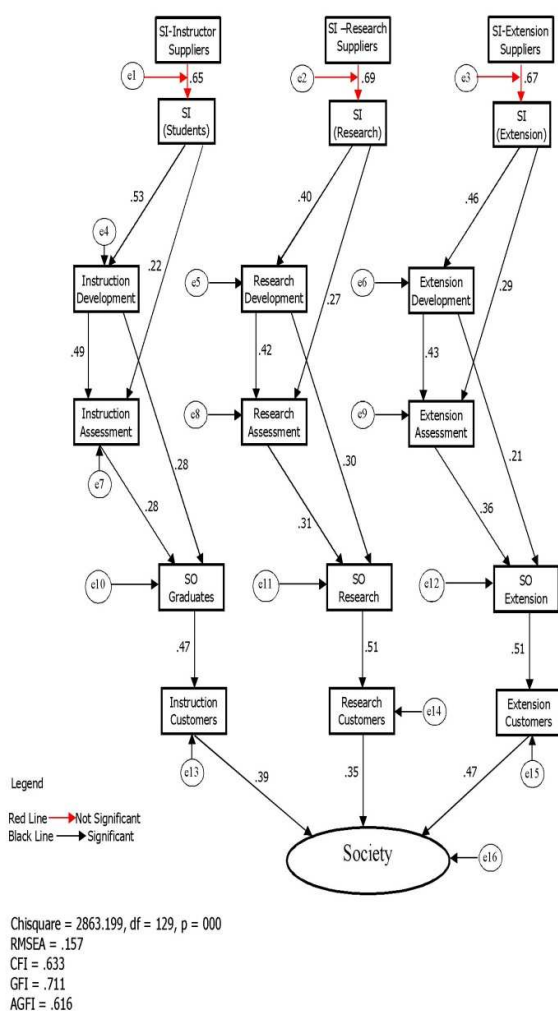 SI-Instructor
Suppliers
SI –Research
Suppliers
SI-Extension
Suppliers
e1
.65
e2
.69
e3
.67
SI
(Students)
SI
(Research)
SI
(Extension)
.53
.40
.46
e4
.22
.27
.29
Instruction
Development
e5
Research
Development
e6
Extension
Development
.49
.42
.43
Instruction
Assessment
e8
Research
Assessment
e9
Extension
Assessment
e7
.28
.28
.31
.30
.36
.21
e10
SO
Graduates
e11
SO
Research
e12
SO
Extension
.47
.51
.51
Instruction
Customers
Research
Customers
e14
Extension
Customers
e13
.39
.35
.47
e15
Society
e16
Legend
Red Line Not Significant
Black Line Significant
Chisquare = 2863.199, df = 129, p = 000
RMSEA = .157
CFI = .633
GFI = .711
AGFI = .616